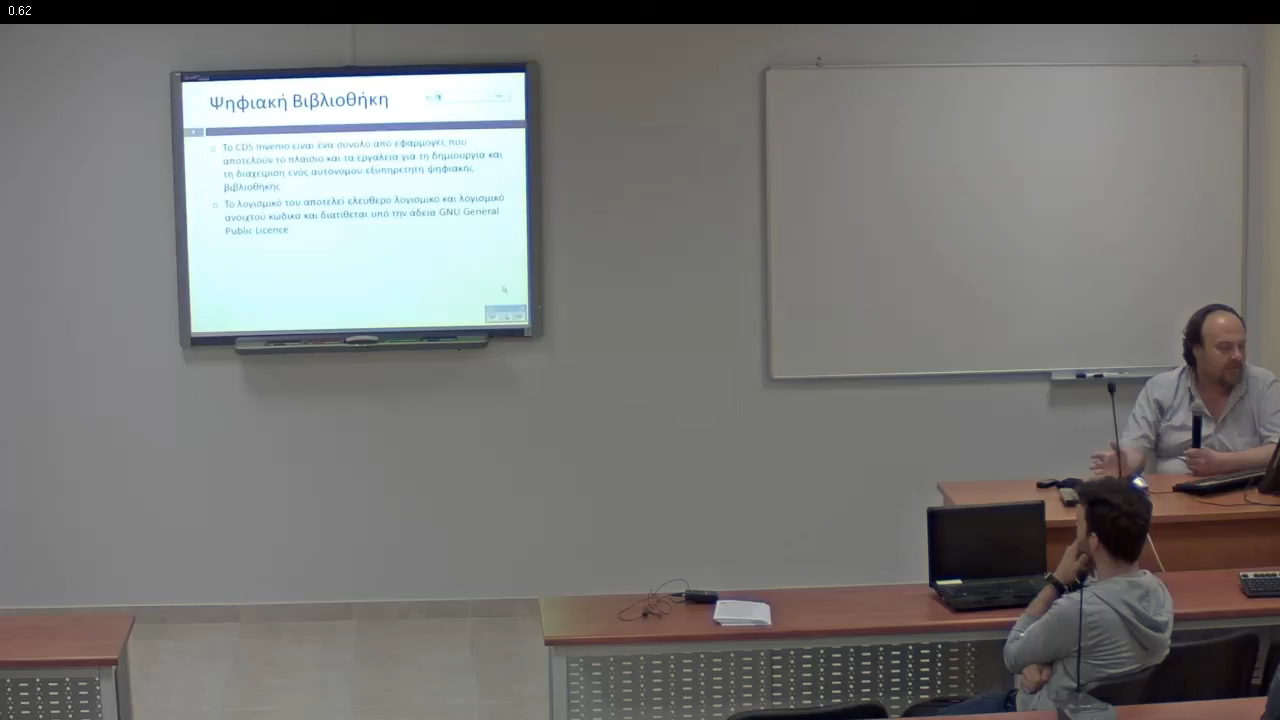 0.62
Ψηφιακή Βιβλιοθήκη
Το CDS Invenio είναι ένα σύνολο από εφαρμογές που
αποτελούν το πλαίσιο και τα εργαλεία για τη δημιουργία και
τη διαχείριση ενός αυτόνομου εξυπηρετητή ψηφιακής
βιβλιοθήκης
Το λογισμικό του αποτελεί ελεύθερο λογισμικό και λογισμικό
ανοιχτού κώδικα και διατίθεται υπό την άδεια GNU General
Public Licence